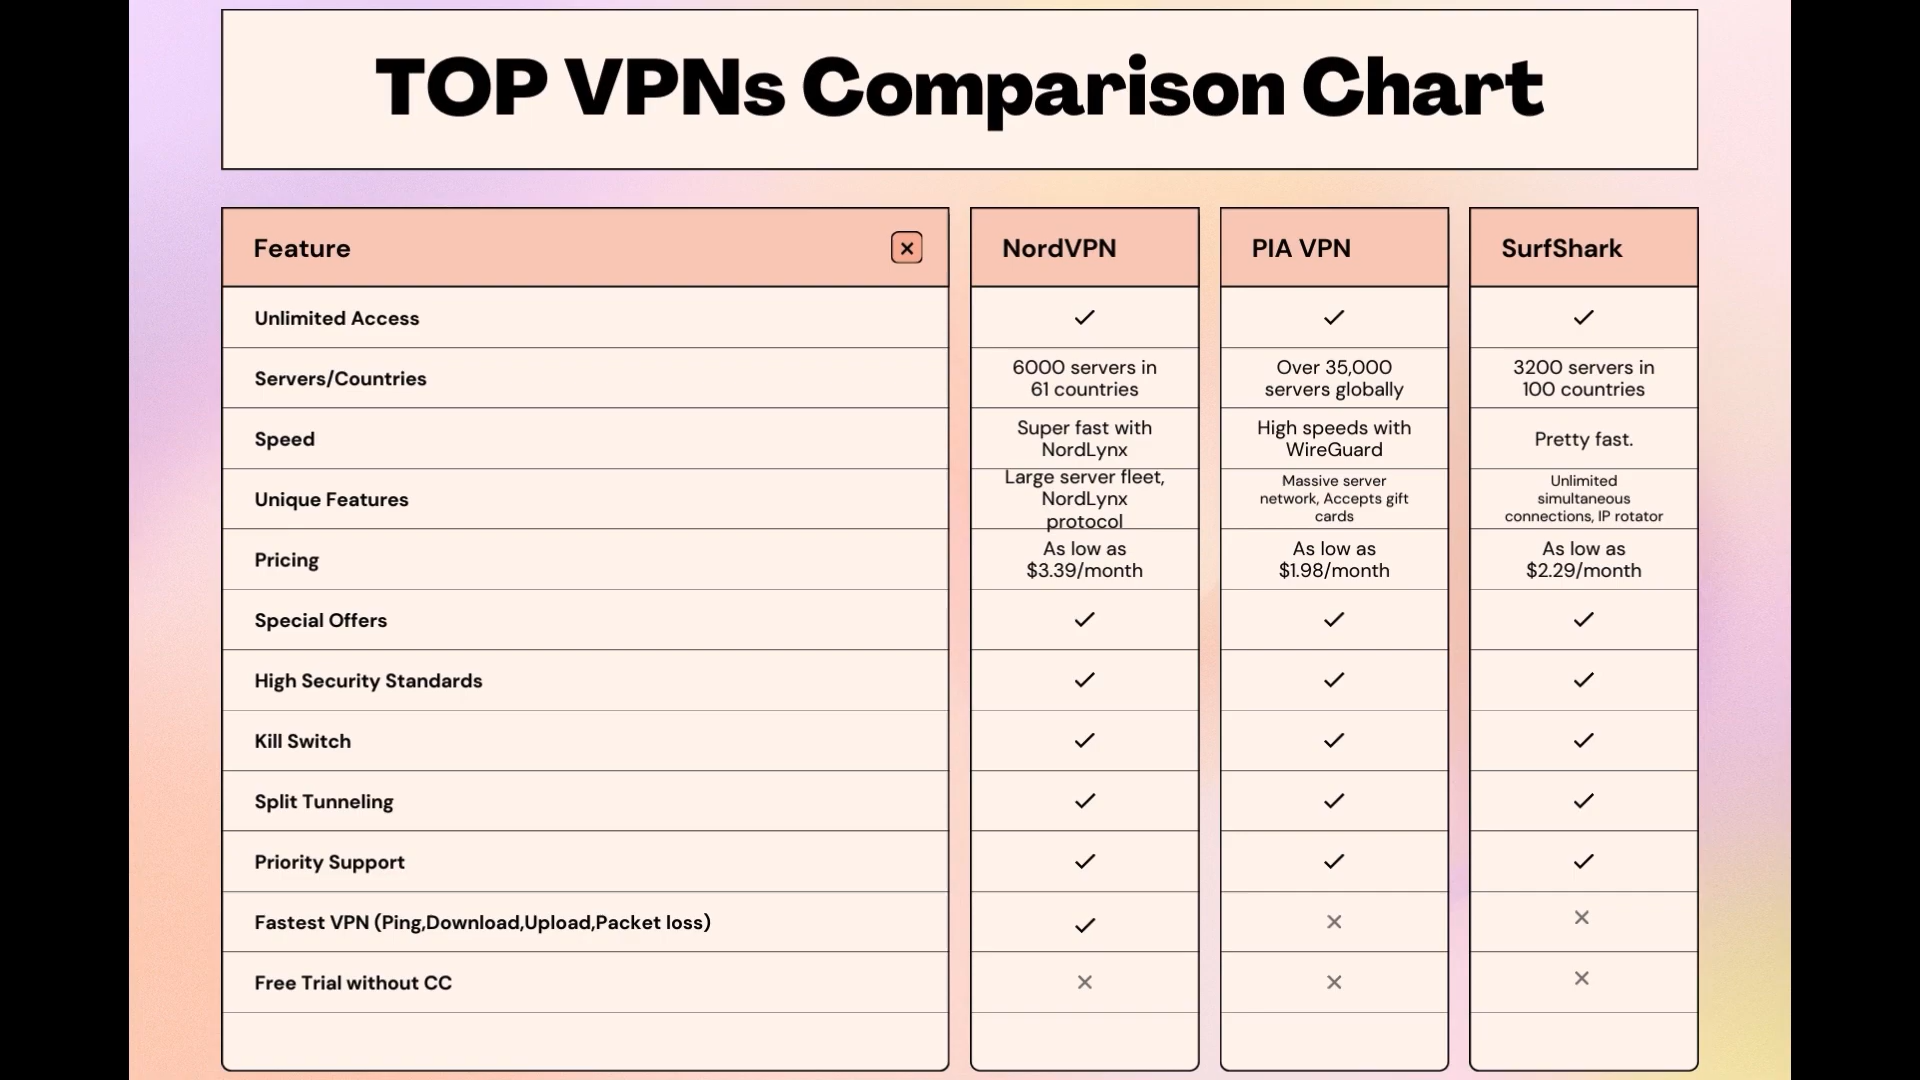 TOP VPNs Comparison Chart
Feature
NordVPN
PIA VPN
SurfShark
Unlimited Access
Servers/Countries
6000 servers in
61 countries
Over 35,000
servers globally
3200 servers in
100 countries
Speed
Super fast with
NordLynx
High speeds with
WireGuard
Pretty fast.
Unique Features
Large server fleet,
NordLynx
protocol
Massive server
network, Accepts gift
cards
Unlimited
simultaneous
connections, IP rotator
Pricing
As low as
$3.39/month
As low as
$1.98/month
As low as
$2.29/month
Special Offers
High Security Standards
Kill Switch
Split Tunneling
Priority Support
Fastest VPN (Ping,Download,Upload,Packet loss)
Free Trial without CC